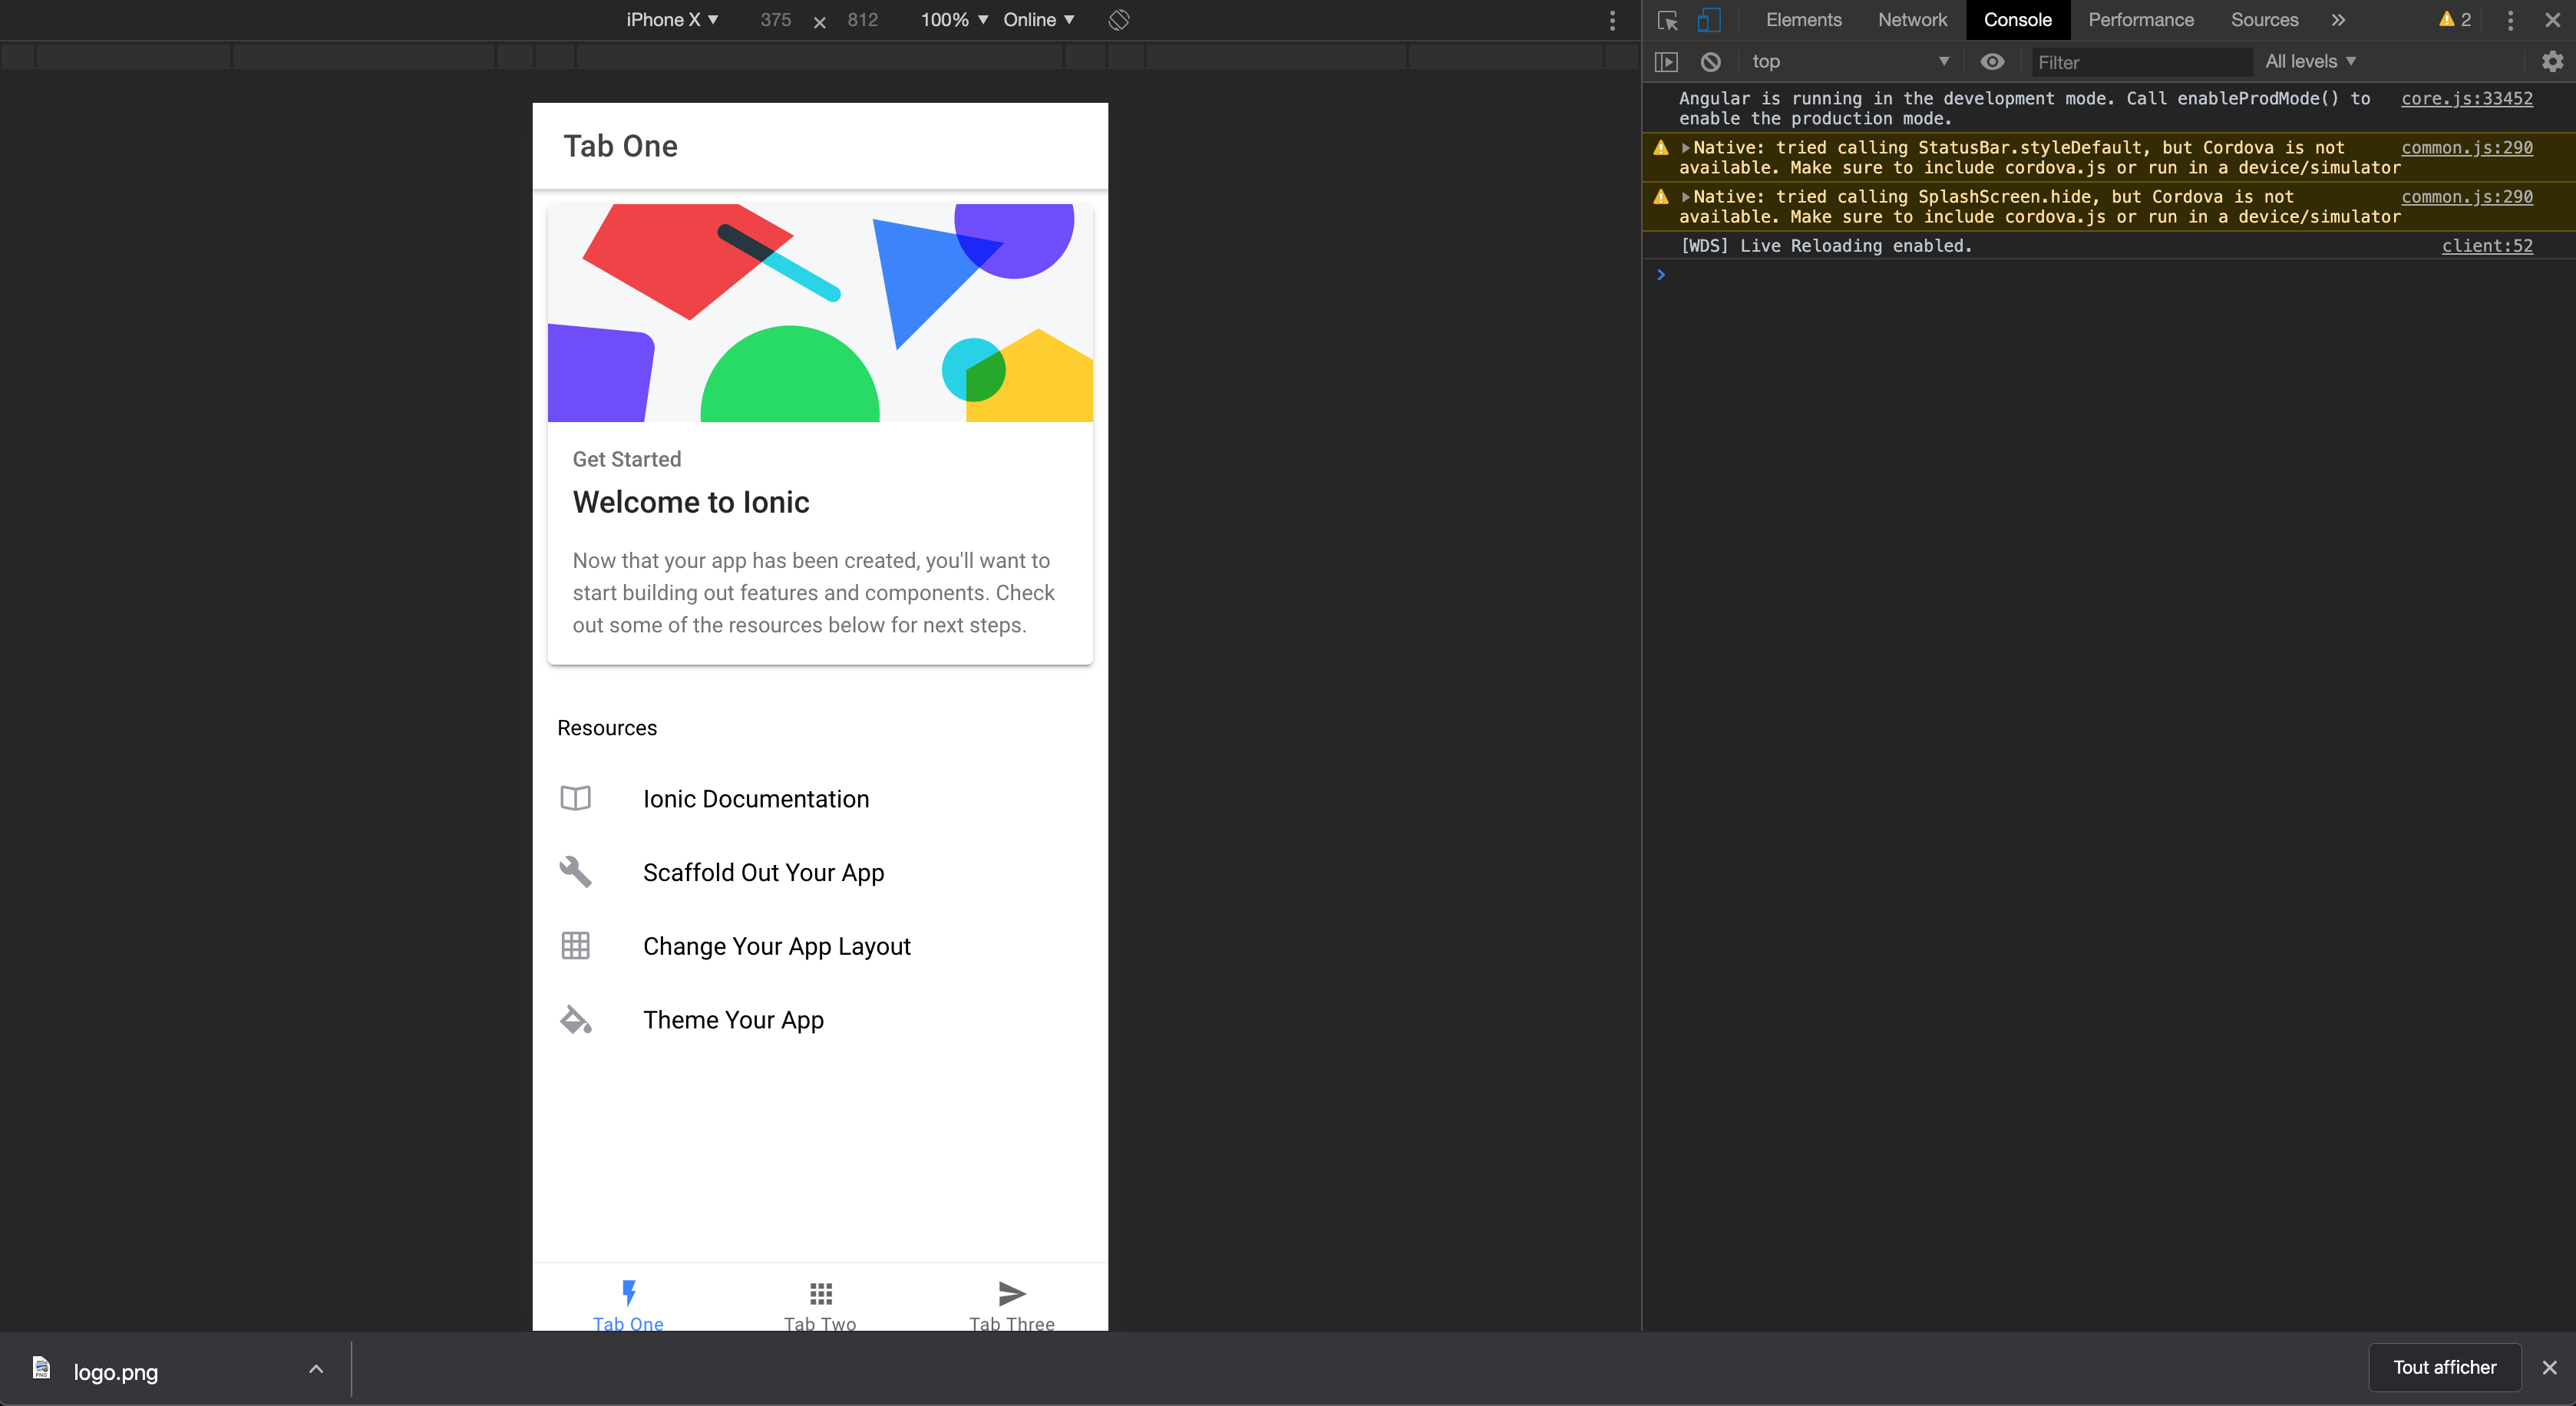 iPhone X ▼ 375 × 812 100% ▼ Online ▼
Elements Network Console Performance Sources » 2
top ▼ Filter All levels ▼
Tab One
Get Started
Welcome to Ionic
Now that your app has been created, you'll want to
start building out features and components. Check
out some of the resources below for next steps.
Resources
Ionic Documentation
Scaffold Out Your App
Change Your App Layout
Theme Your App
Tab One Tab Two Tab Three
Angular is running in the development mode. Call enableProdMode() to core.js:33452
enable the production mode.
Native: tried calling StatusBar.styleDefault, but Cordova is not common.js:290
available. Make sure to include cordova.js or run in a device/simulator
Native: tried calling SplashScreen.hide, but Cordova is not common.js:290
available. Make sure to include cordova.js or run in a device/simulator
[WDS] Live Reloading enabled. client:52
logo.png
Tout afficher